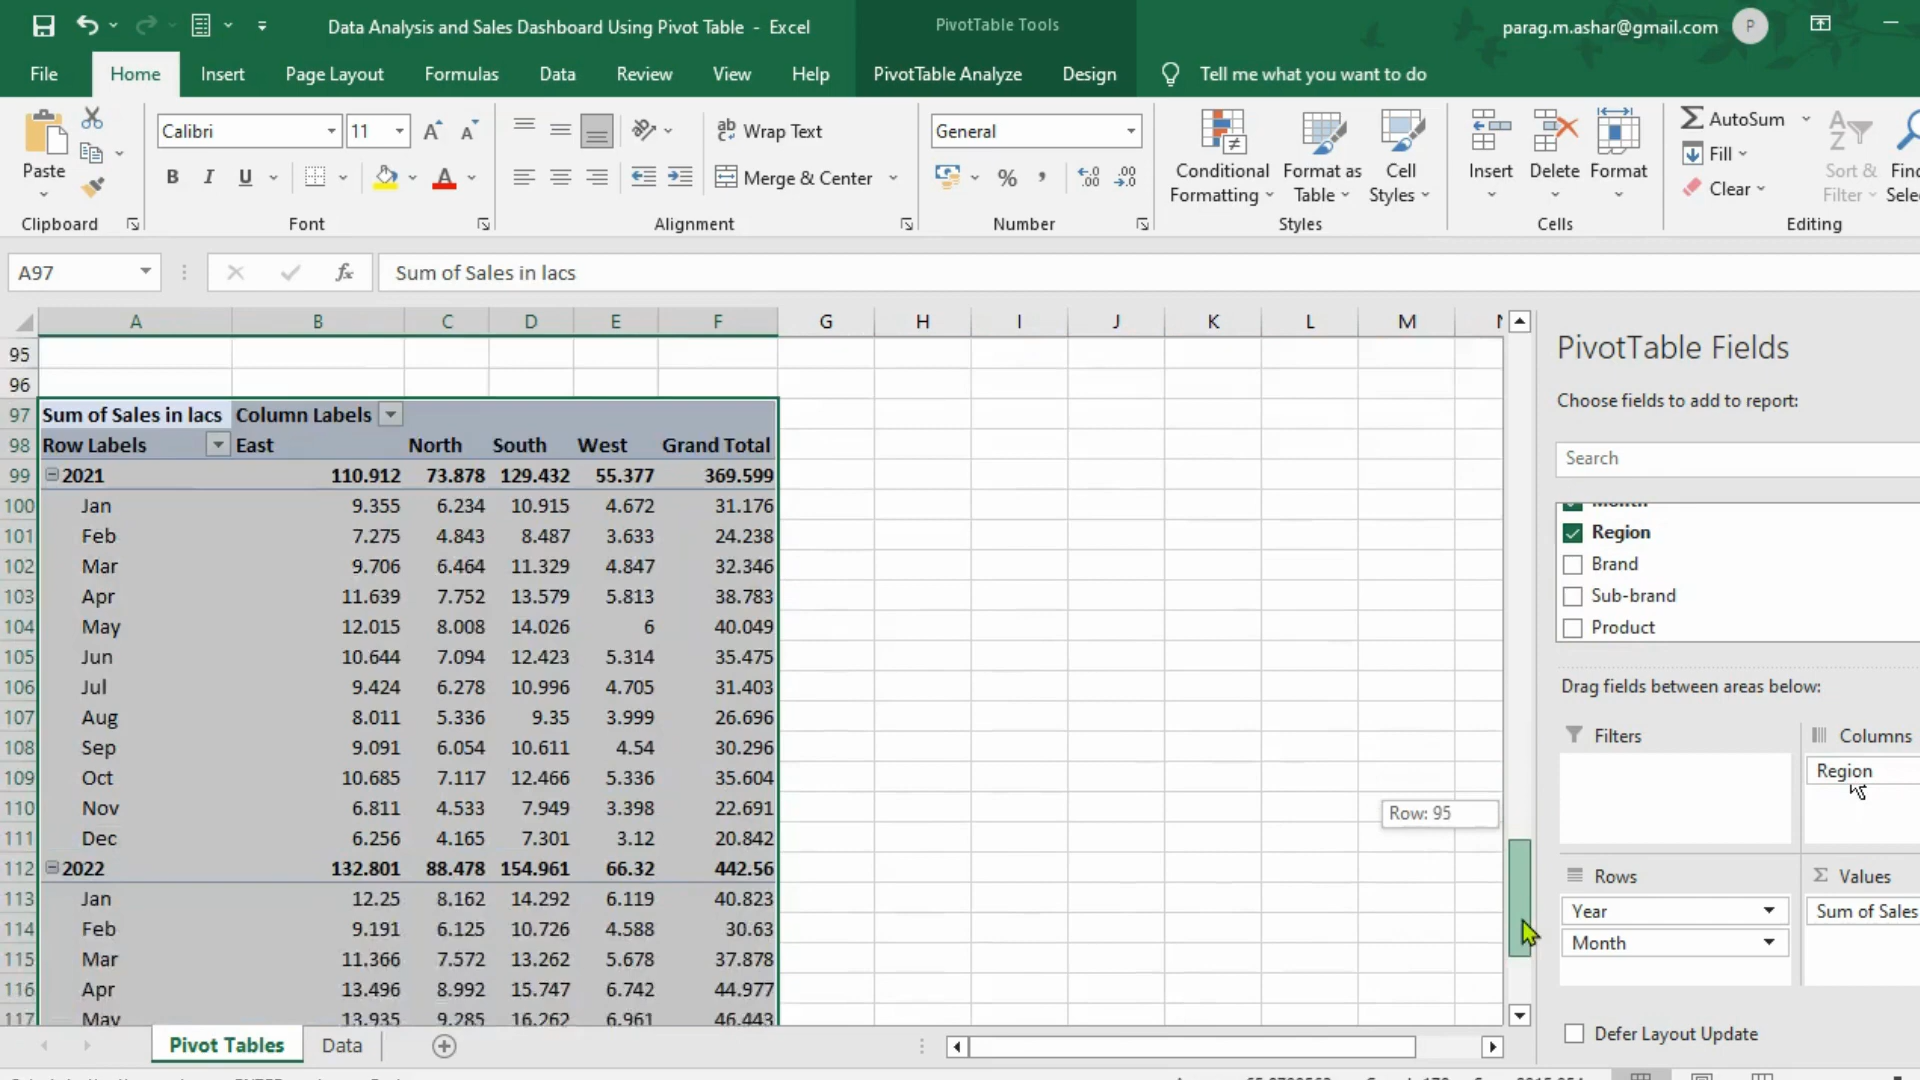 Data Analysis and Sales Dashboard Using Pivot Table - Excel
PivotTable Tools
parag.m.ashar@gmail.com
P
File Home Insert Page Layout Formulas Data Review View Help PivotTable Analyze Design Tell me what you want to do
Calibri 11
Wrap Text
General
AutoSum
Paste
B I U
Merge & Center
Conditional Formatting
Format as Table
Cell Styles
Insert Delete Format
Fill
Clear
Sort & Filter
Clipboard Font Alignment Number Styles Cells Editing
A97
fx
Sum of Sales in lacs
A B C D E F G H I J K L M
95
96
97 Sum of Sales in lacs Column Labels
98 Row Labels East North South West Grand Total
99 2021 110.912 73.878 129.432 55.377 369.599
100 Jan 9.355 6.234 10.915 4.672 31.176
101 Feb 7.275 4.843 8.487 3.633 24.238
102 Mar 9.706 6.464 11.329 4.847 32.346
103 Apr 11.639 7.752 13.579 5.813 38.783
104 May 12.015 8.008 14.026 6 40.049
105 Jun 10.644 7.094 12.423 5.314 35.475
106 Jul 9.424 6.278 10.996 4.705 31.403
107 Aug 8.011 5.336 9.35 3.999 26.696
108 Sep 9.091 6.054 10.611 4.54 30.296
109 Oct 10.685 7.117 12.466 5.336 35.604
110 Nov 6.811 4.533 7.949 3.398 22.691
111 Dec 6.256 4.165 7.301 3.12 20.842
112 2022 132.801 88.478 154.961 66.32 442.56
113 Jan 12.25 8.162 14.292 6.119 40.823
114 Feb 9.191 6.125 10.726 4.588 30.63
115 Mar 11.366 7.572 13.262 5.678 37.878
116 Apr 13.496 8.992 15.747 6.742 44.977
117 May 13.935 9.285 16.262 6.961 46.443
Row: 95
Pivot Tables Data
PivotTable Fields
Choose fields to add to report:
Search
Month
Region
Brand
Sub-brand
Product
Drag fields between areas below:
Filters
Columns
Region
Rows
Values
Year
Sum of Sales
Month
Defer Layout Update